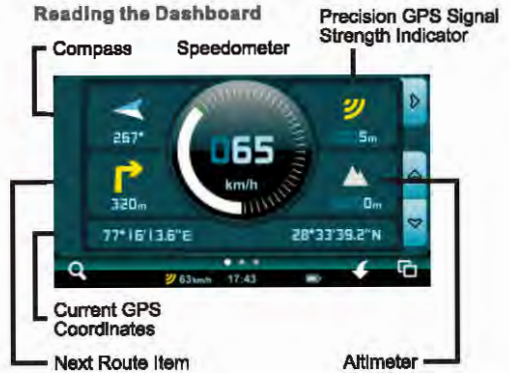 Reading the Dashboard
Precision GPS Signal
Strength Indicator
Compass
Speedometer
267°
5m
065
km/h
320m
0m
77°16'13.6"E
28°33'39.2"N
63km/h
17:43
Current GPS
Coordinates
Next Route Item
Altimeter